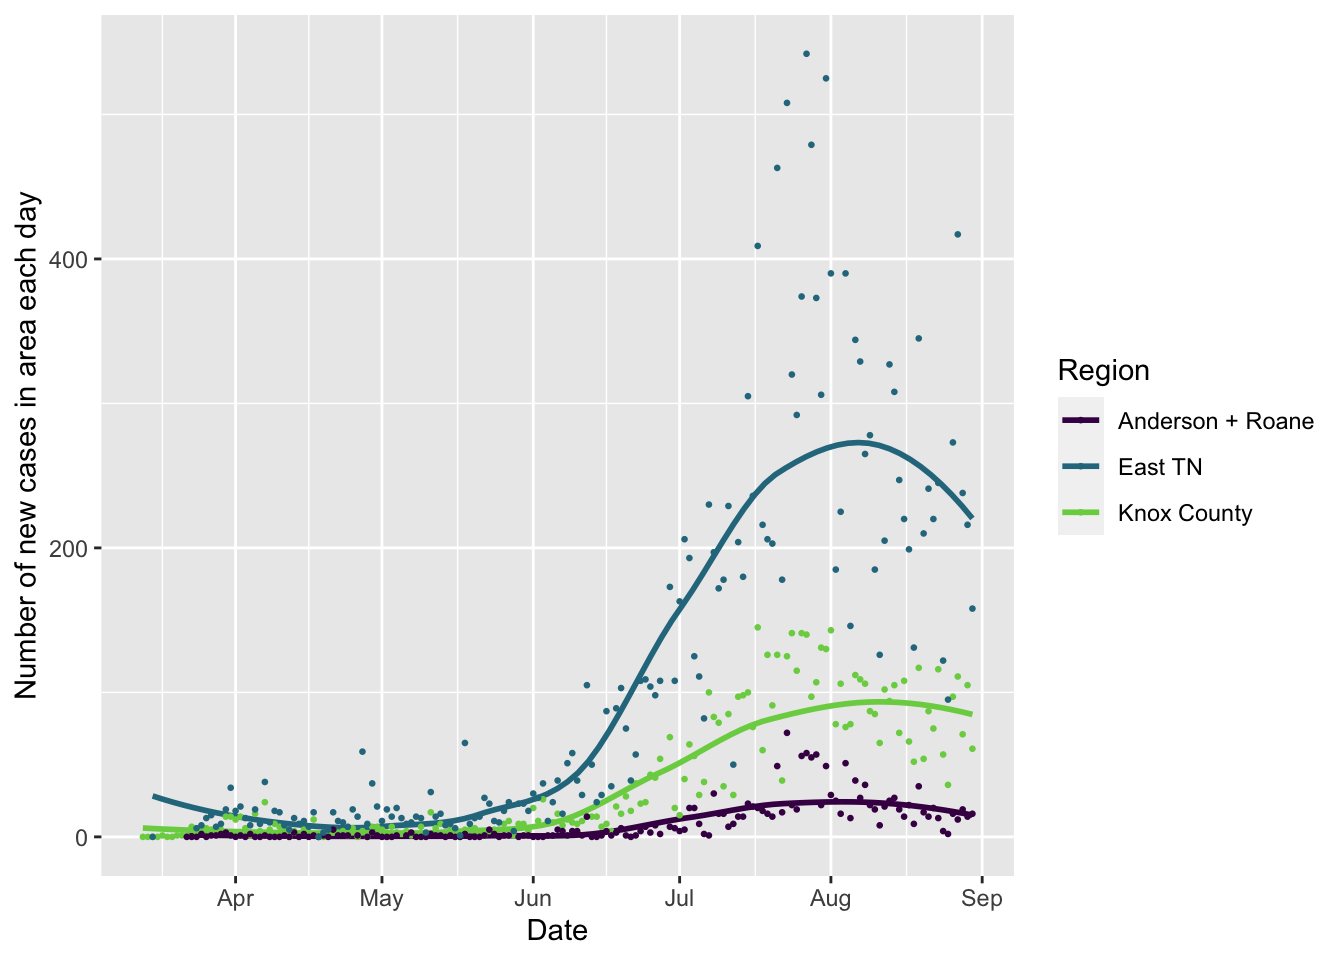 Number of new cases in area each day
400
200
0
Apr
May
Jun
Jul
Aug
Sep
Date
Region
Anderson + Roane
East TN
Knox County